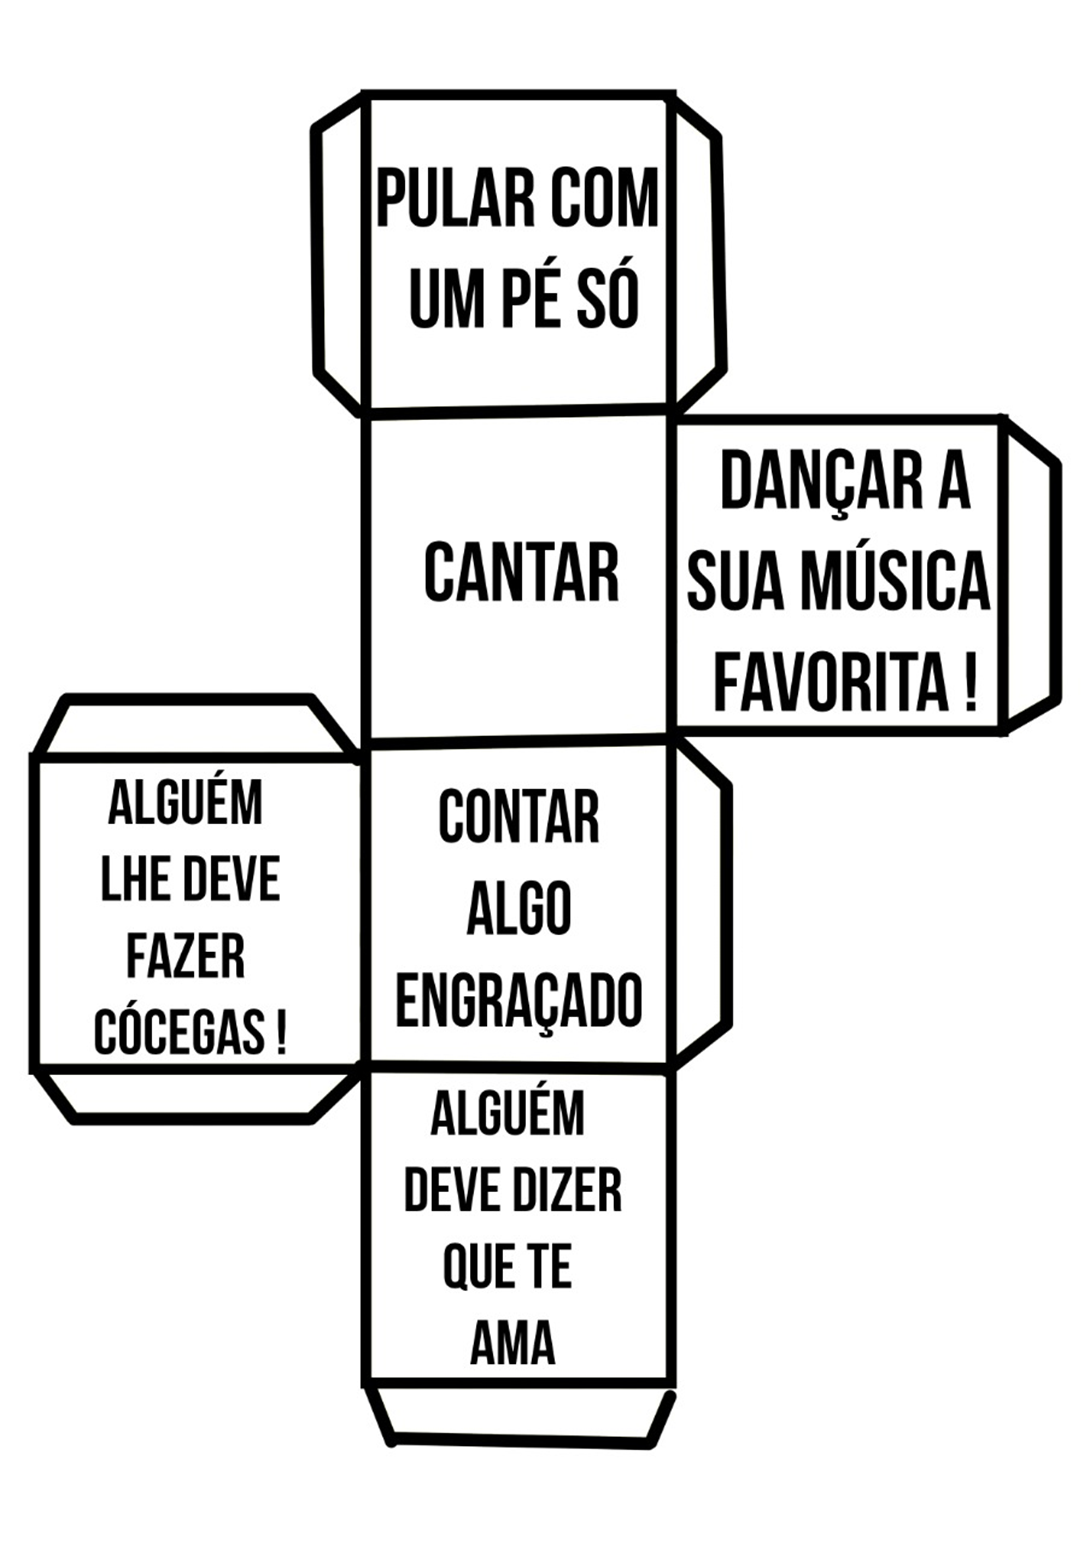 PULAR COM
UM PÉ SÓ
CANTAR
DANÇAR A
SUA MÚSICA
FAVORITA !
ALGUÉM
LHE DEVE
FAZER
CÓCEGAS !
CONTAR
ALGO
ENGRAÇADO
ALGUÉM
DEVE DIZER
QUE TE
AMA